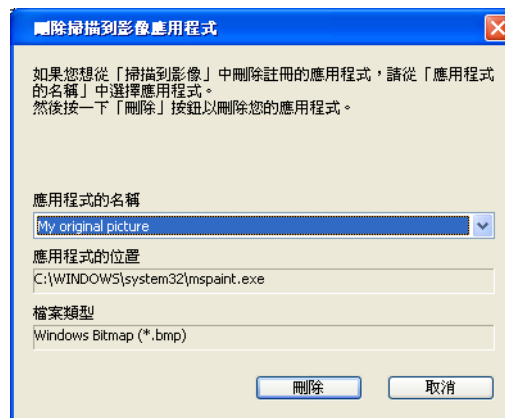 刪除掃描到影像應用程式
如果您想從「掃描到影像」中刪除註冊的應用程式，請從「應用程式
的名稱」中選擇應用程式。
然後按一下「刪除」按鈕以刪除您的應用程式。
應用程式的名稱
My original picture
應用程式的位置
C:\WINDOWS\system32\mspaint.exe
檔案類型
Windows Bitmap (*.bmp)
刪除 取消